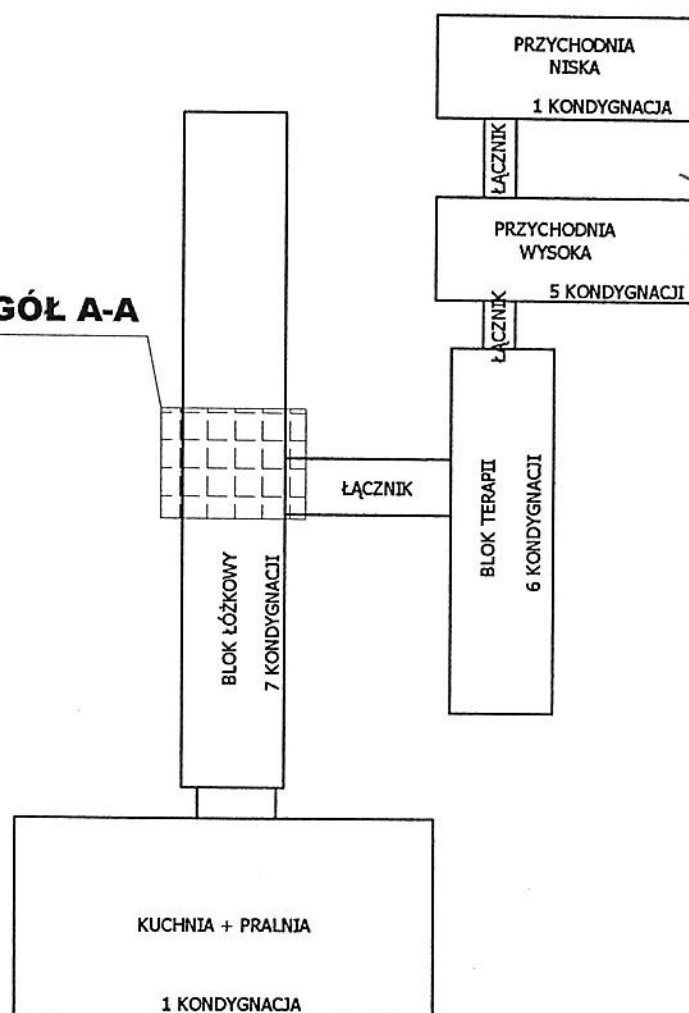 PRZYCHODNIA
NISKA
1 KONDYGNACJA
ŁĄCZNIK
PRZYCHODNIA
WYSOKA
5 KONDYGNACJI
ŁĄCZNIK
GÓŁ A-A
ŁĄCZNIK
BLOK TERAPII
6 KONDYGNACJI
BLOK ŁÓŻKOWY
7 KONDYGNACJI
KUCHNIA + PRALNIA
1 KONDYGNACJA